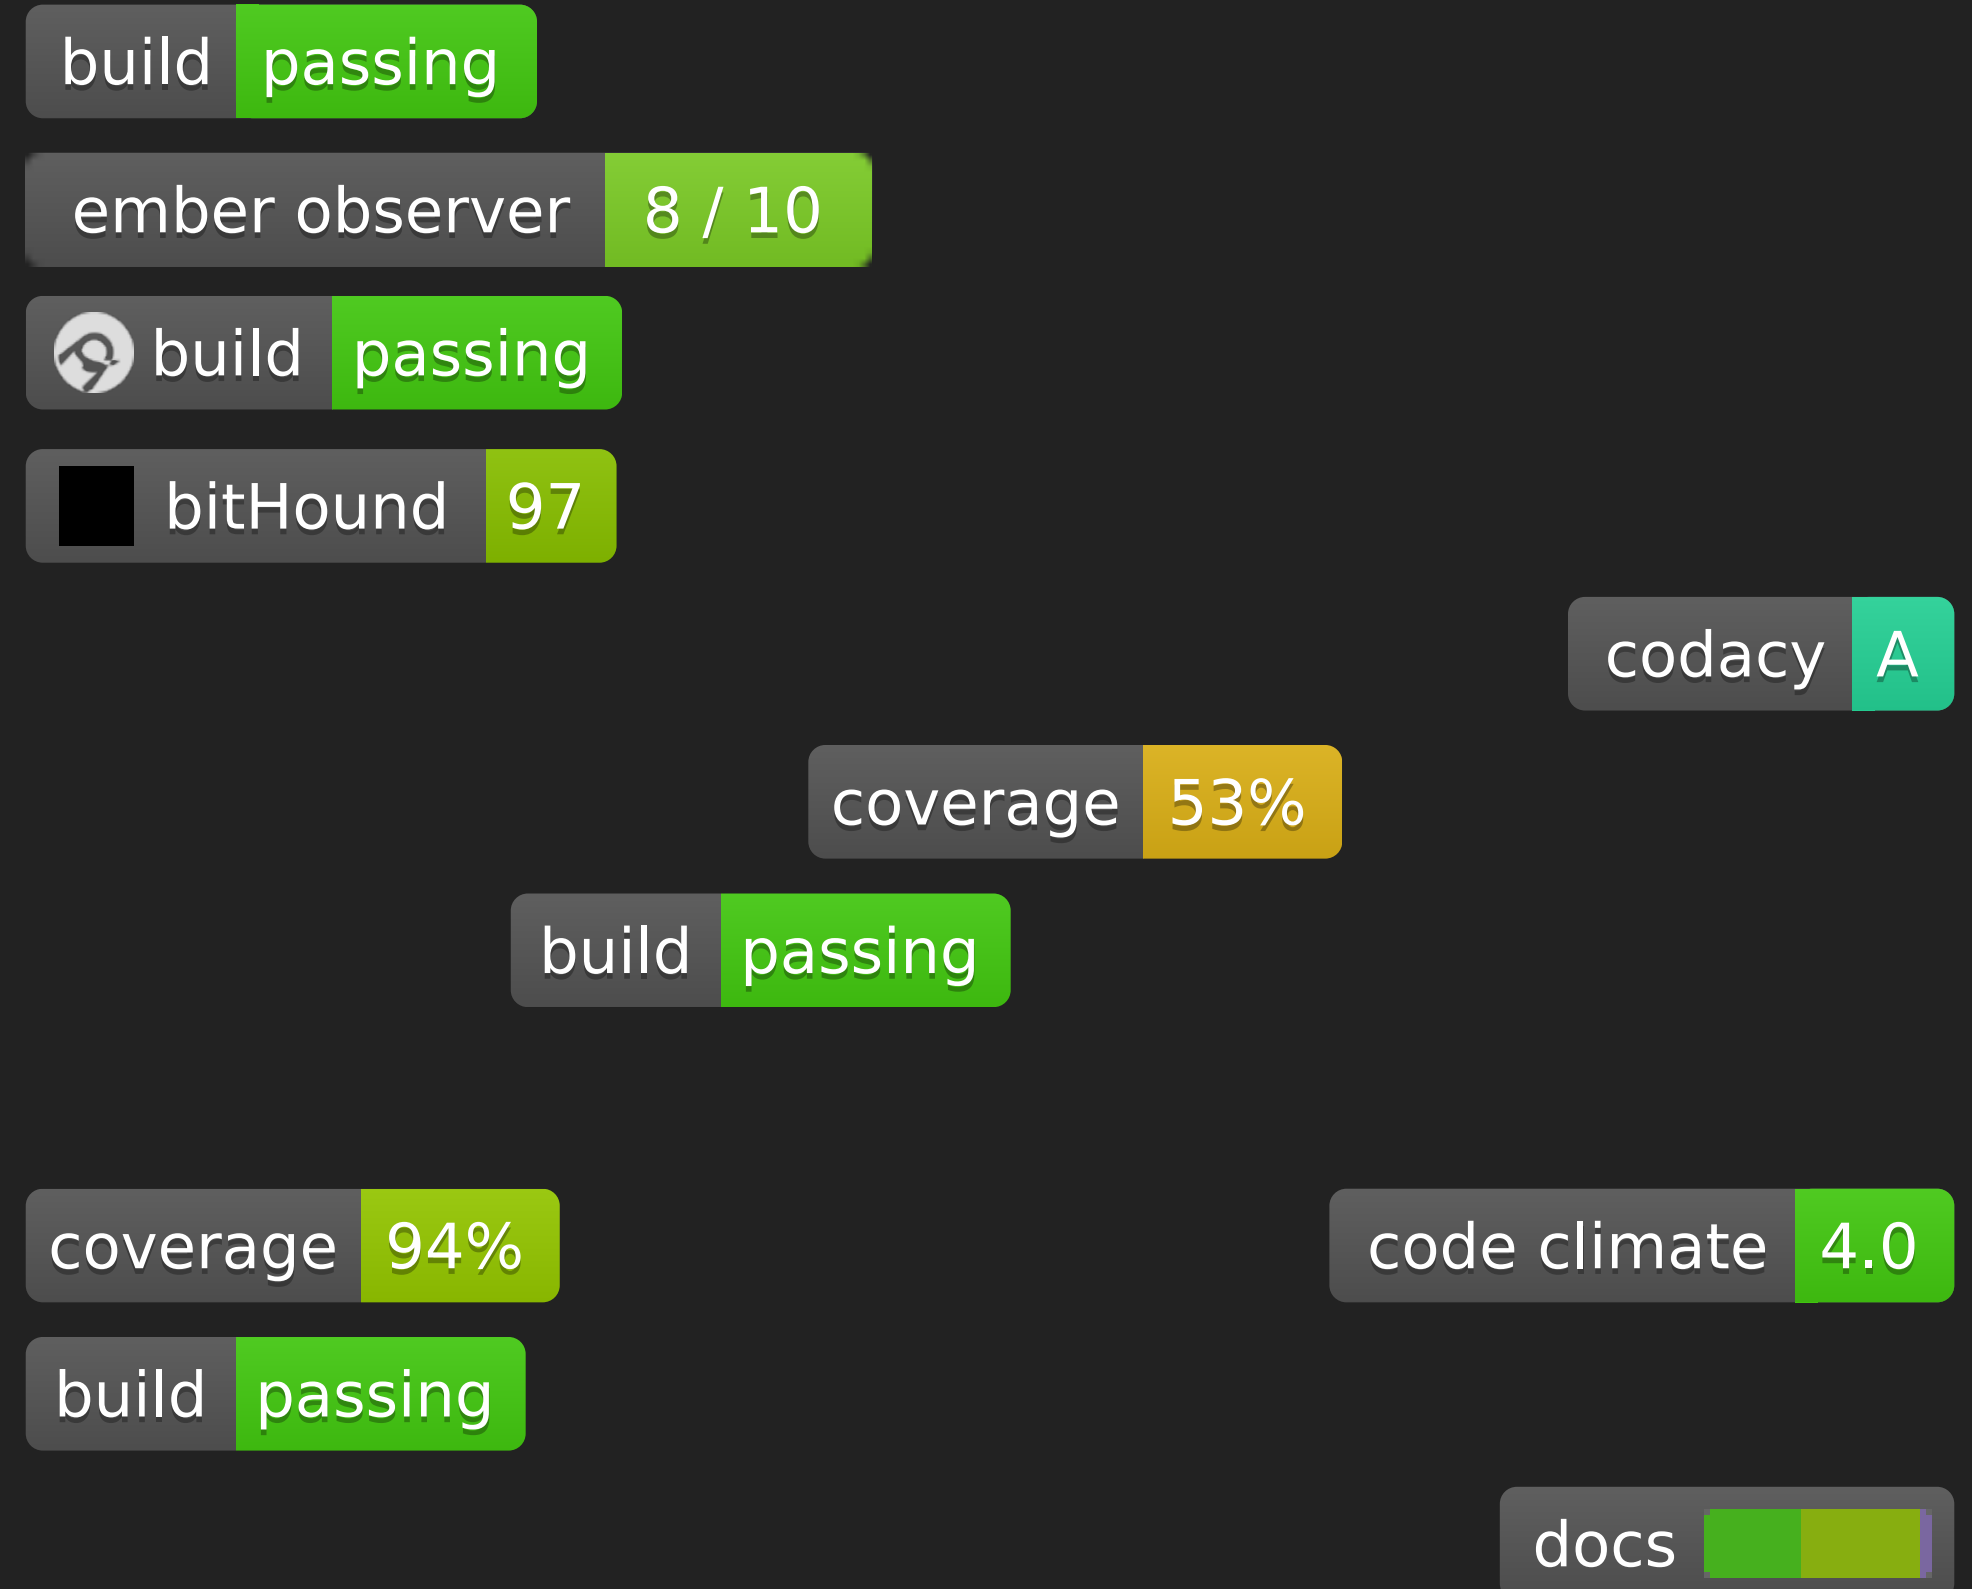 build passing
ember observer 8 / 10
build passing
bitHound 97
codacy A
coverage 53%
build passing
coverage 94%
code climate 4.0
build passing
docs